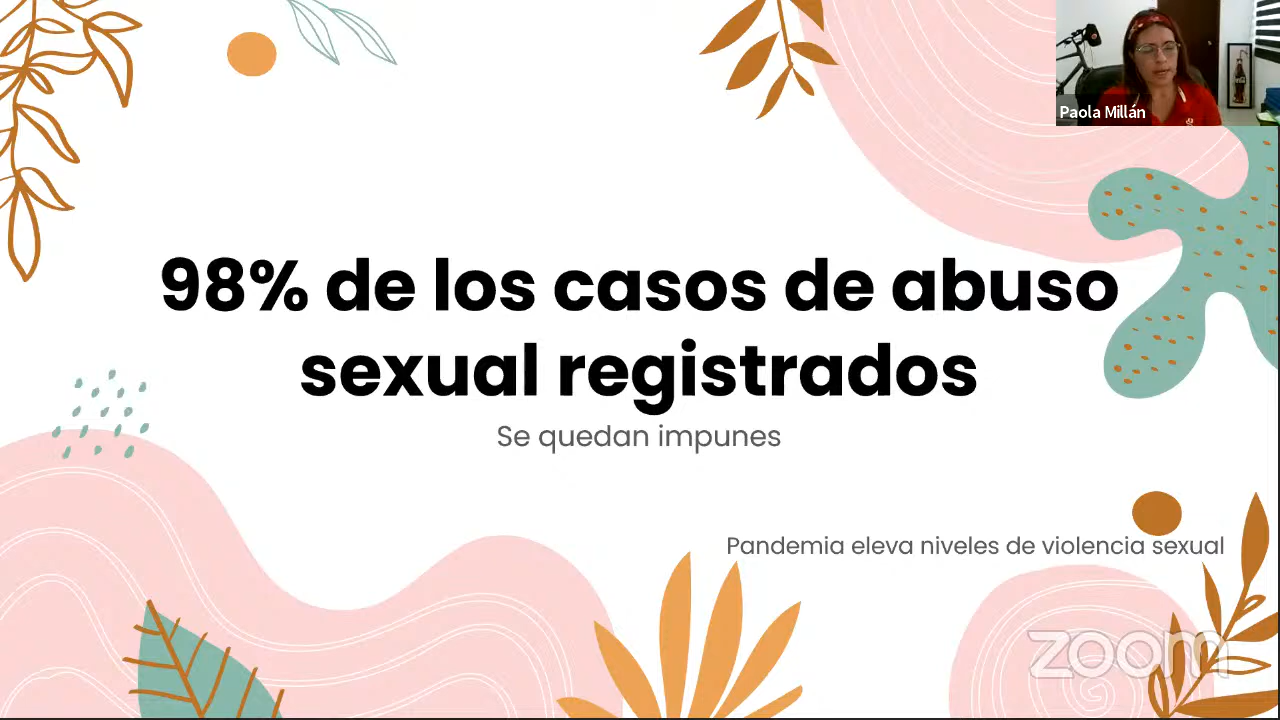 Paola Millán
98% de los casos de abuso
sexual registrados
Se quedan impunes
Pandemia eleva niveles de violencia sexual
zoom